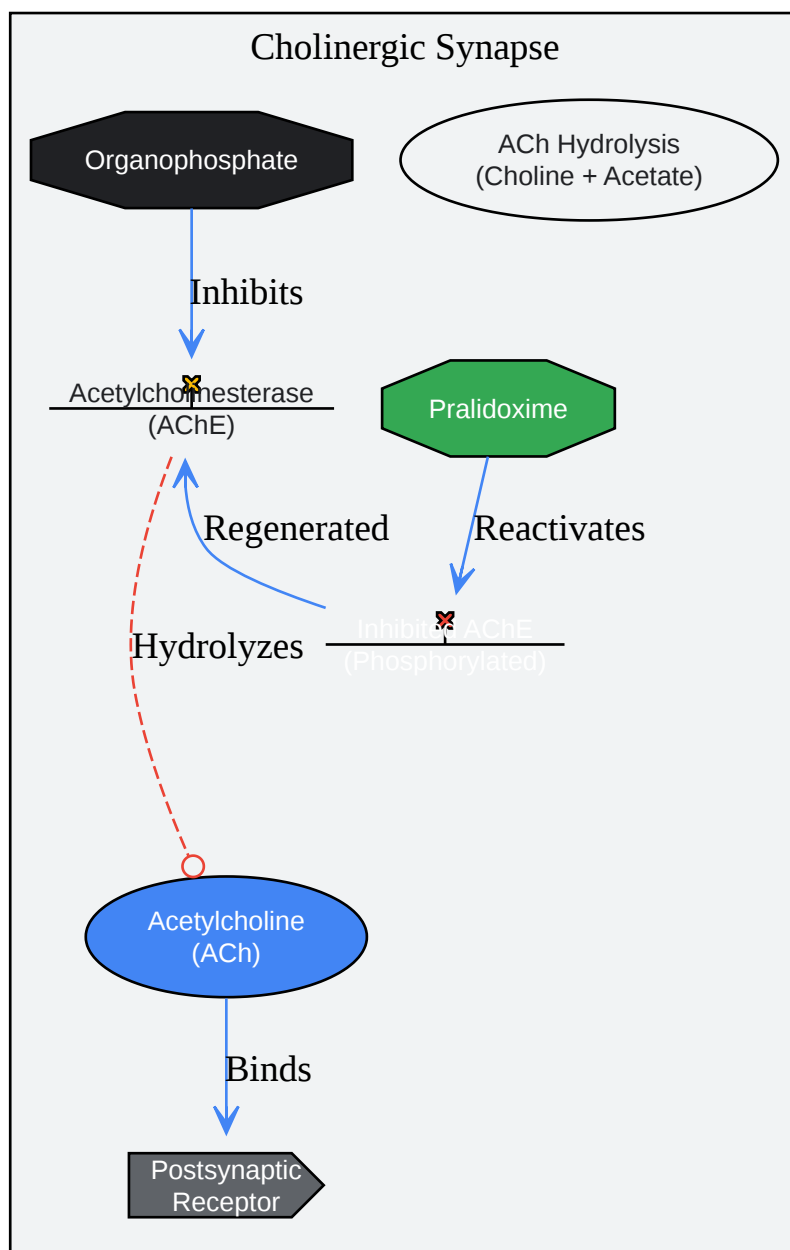 Cholinergic Synapse
Organophosphate
ACh Hydrolysis
(Choline + Acetate)
Inhibits
Acetylcholinesterase
(AChE)
Pralidoxime
Regenerated
Reactivates
Inhibited AChE
(Phosphorylated)
Hydrolyzes
Acetylcholine
(ACh)
Binds
Postsynaptic
Receptor